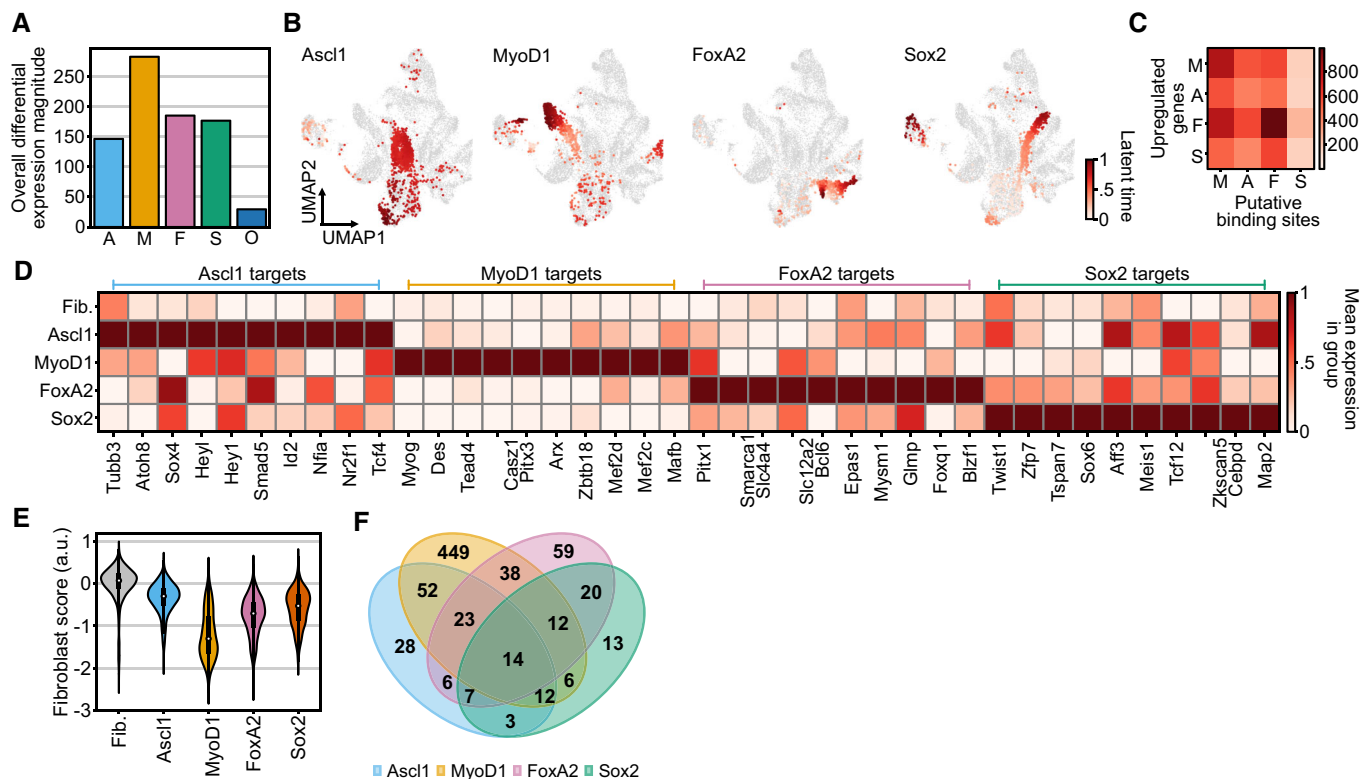 A
Overall differential
expression magnitude
250
200
150
100
50
0
A M F S O
B
Ascl1
MyoD1
FoxA2
Sox2
UMAP2
UMAP1
Latent time
1
.5
0
C
Upregulated
genes
M
A
F
S
M A F S
Putative
binding sites
800
600
400
200
D
Ascl1 targets
MyoD1 targets
FoxA2 targets
Sox2 targets
Fib.
Ascl1
MyoD1
FoxA2
Sox2
Tubb3
Atoh8
Sox4
Heyl
Hey1
Smad5
Id2
Nfia
Nr2f1
Tcf4
Myog
Des
Tead4
Casz1
Pitx3
Arx
Zbtb18
Mef2d
Mef2c
Mafb
Pitx1
Smarca1
Slc4a4
Slc12a2
Bcl6
Epas1
Mysm1
Glmp
Foxq1
Blzf1
Twist1
Zfp7
Tspan7
Sox6
Aff3
Meis1
Tcf12
Zkscan5
Cebpd
Map2
1
.5
0
Mean expression
in group
E
Fibroblast score (a.u.)
1
0
-1
-2
-3
Fib.
Ascl1
MyoD1
FoxA2
Sox2
F
449
59
52
38
20
23
12
28
14
13
6
7
12
6
3
Ascl1 MyoD1 FoxA2 Sox2